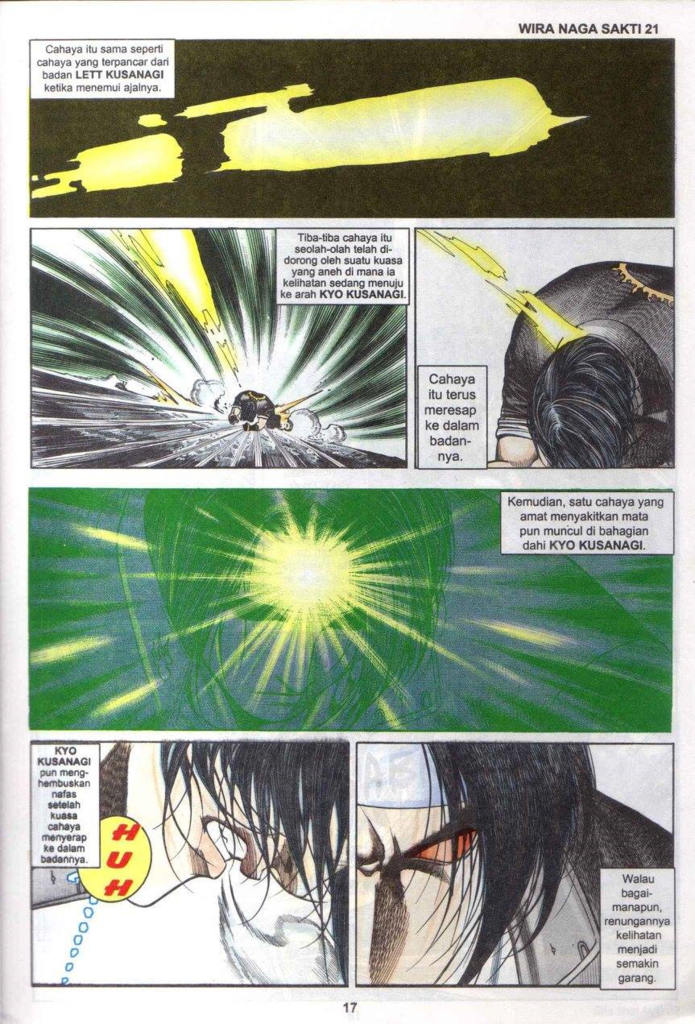 WIRA NAGA SAKTI 21
Cahaya itu sama seperti
cahaya yang terpancar dari
badan LETT KUSANAGI
ketika menemui ajalnya.
Tiba-tiba cahaya itu
seolah-olah telah di-
dorong oleh suatu kuasa
yang aneh di mana ia
kelihatan sedang menuju
ke arah KYO KUSANAGI.
Cahaya
itu terus
meresap
ke dalam
badan-
nya.
Kemudian, satu cahaya yang
amat menyakitkan mata
pun muncul di bahagian
dahi KYO KUSANAGI.
KYO
KUSANAGI
pun meng-
hembuskan
nafas
setelah
kuasa
cahaya
menyerap
ke dalam
badannya.
HUH
Walau
bagai-
manapun,
renungannya
kelihatan
menjadi
semakin
garang.
17